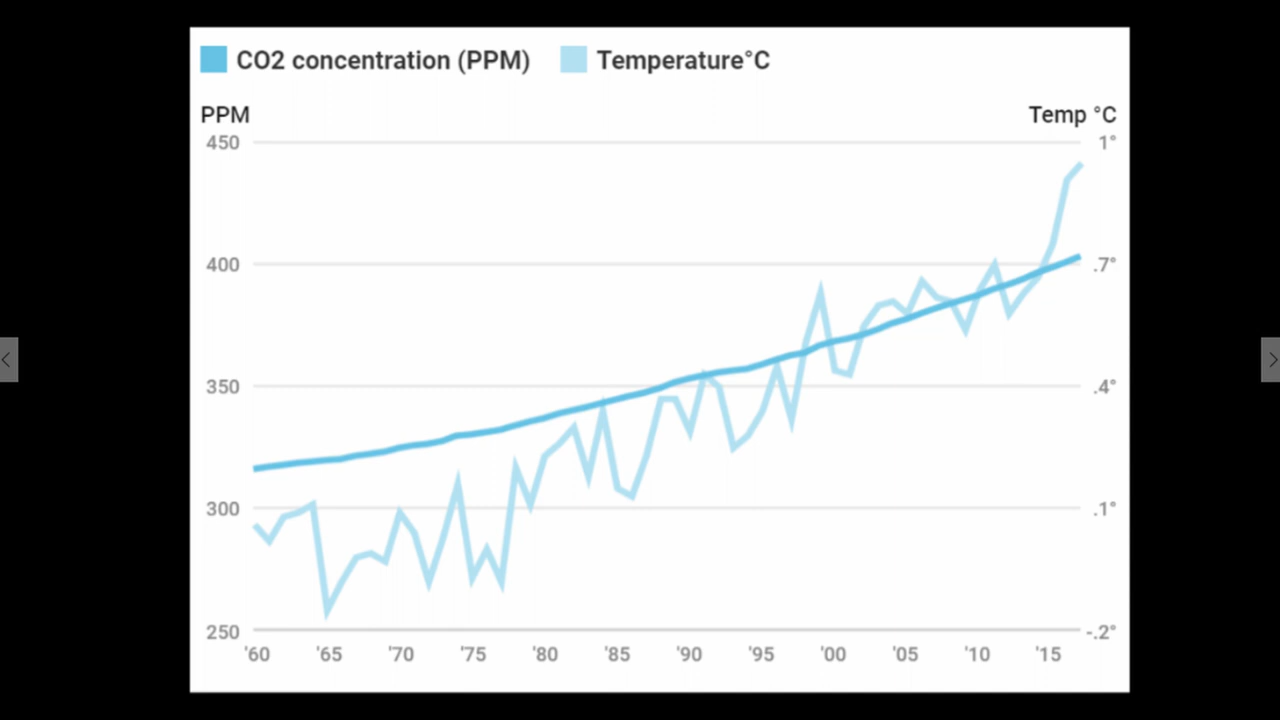 CO2 concentration (PPM) Temperature°C
PPM Temp °C
450 1°
400 .7°
350 .4°
300 .1°
250 -.2°
'60 '65 '70 '75 '80 '85 '90 '95 '00 '05 '10 '15